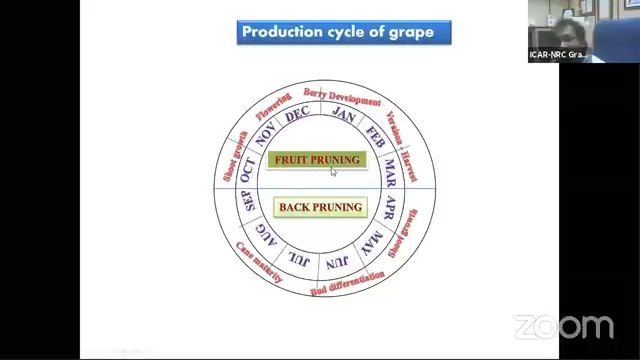 Production cycle of grape
ICAR-NRC Gra...
Flowering
Berry Development
Veraison - Harvest
Shoot growth
Shoot growth
Bud differentiation
Cane maturity
JAN
FEB
MAR
APR
MAY
JUN
JUL
AUG
SEP
OCT
NOV
DEC
FRUIT PRUNING
BACK PRUNING
zoom